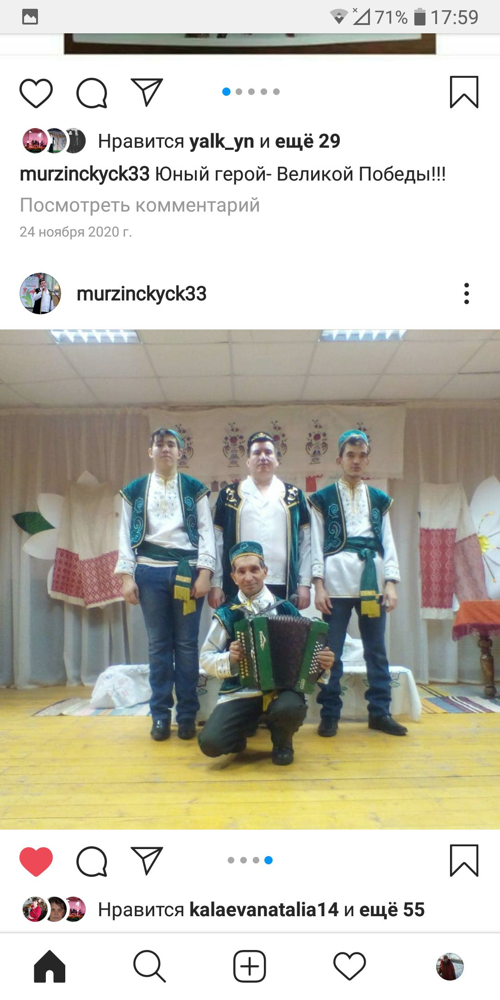 71% 17:59
Нравится yalk_yn и ещё 29
murzinckyck33 Юный герой- Великой Победы!!!
Посмотреть комментарий
24 ноября 2020 г.
murzinckyck33
Нравится kalaevanatalia14 и ещё 55